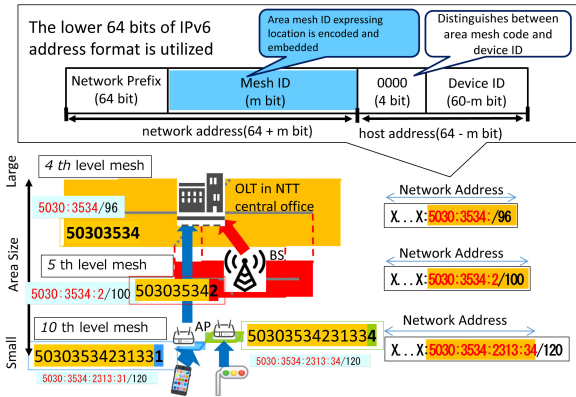 The lower 64 bits of IPv6
address format is utilized
Area mesh ID expressing
location is encoded and
embedded
Distinguishes between
area mesh code and
device ID
Network Prefix
(64 bit)
Mesh ID
(m bit)
0000
(4 bit)
Device ID
(60-m bit)
network address(64 + m bit)
host address(64 - m bit)
Large
Area Size
Small
4 th level mesh
5030:3534/96
50303534
OLT in NTT
central office
Network Address
X...X:5030:3534:/96
5 th level mesh
BS
5030:3534:2/100
503035342
Network Address
X...X:5030:3534:2/100
10 th level mesh
AP
50303534231331
5030:3534:2313:31/120
50303534231334
5030:3534:2313:34/120
Network Address
X...X:5030:3534:2313:34/120